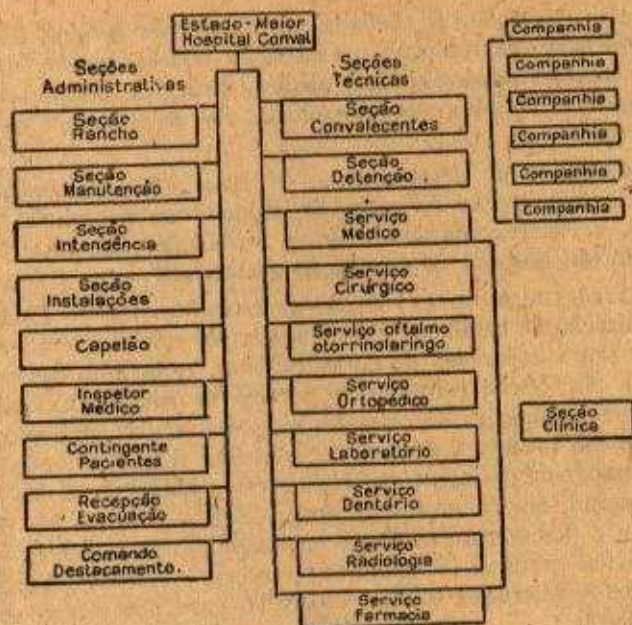 Estado-Maior
Hospital Conval
Seções
Administrativas
Seção
Rancho
Seção
Manutenção
Seção
Intendência
Seção
Instalações
Capelão
Inspetor
Médico
Contingente
Pacientes
Recepção
Evacuação
Comando
Destacamento.
Seções
Técnicas
Seção
Convalecentes
Seção
Detenção
Serviço
Médico
Serviço
Cirúrgico
Serviço oftalmo
otorrinolaringo
Serviço
Ortopédico
Serviço
Laboratório
Serviço
Dentário
Serviço
Radiologia
Serviço
Farmacia
Companhia
Companhia
Companhia
Companhia
Companhia
Companhia
Seção
Clínica